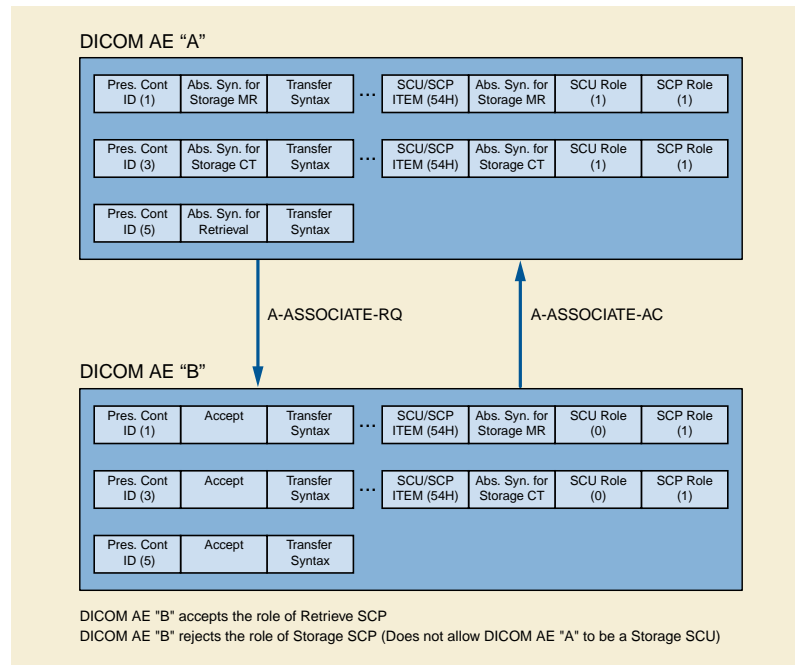 DICOM AE “A”
Pres. Cont ID (1) Abs. Syn. for Storage MR Transfer Syntax ... SCU/SCP ITEM (54H) Abs. Syn. for Storage MR SCU Role (1) SCP Role (1)
Pres. Cont ID (3) Abs. Syn. for Storage CT Transfer Syntax ... SCU/SCP ITEM (54H) Abs. Syn. for Storage CT SCU Role (1) SCP Role (1)
Pres. Cont ID (5) Abs. Syn. for Retrieval Transfer Syntax
A-ASSOCIATE-RQ A-ASSOCIATE-AC
DICOM AE “B”
Pres. Cont ID (1) Accept Transfer Syntax ... SCU/SCP ITEM (54H) Abs. Syn. for Storage MR SCU Role (0) SCP Role (1)
Pres. Cont ID (3) Accept Transfer Syntax ... SCU/SCP ITEM (54H) Abs. Syn. for Storage CT SCU Role (0) SCP Role (1)
Pres. Cont ID (5) Accept Transfer Syntax
DICOM AE "B" accepts the role of Retrieve SCP
DICOM AE "B" rejects the role of Storage SCP (Does not allow DICOM AE "A" to be a Storage SCU)